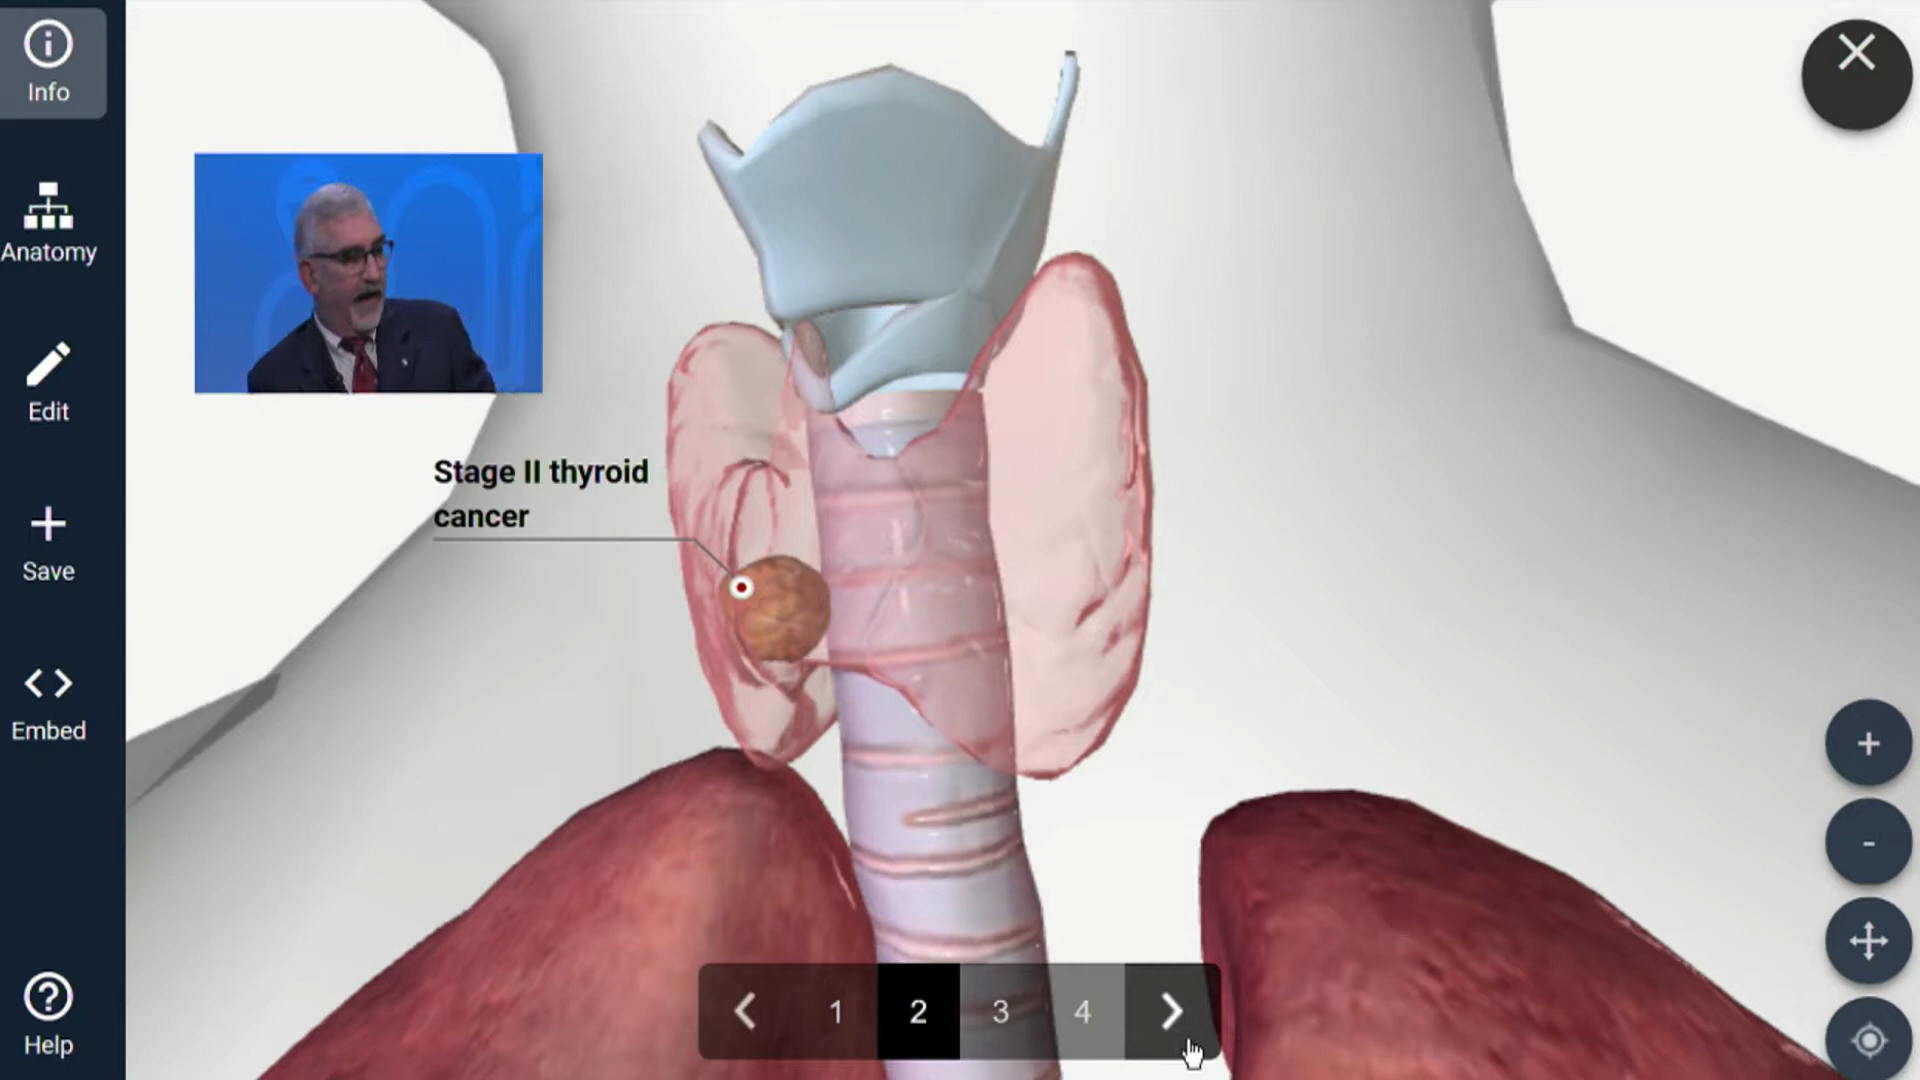 Info
Anatomy
Edit
Save
Embed
Help
Stage II thyroid
cancer
1 2 3 4
+
-